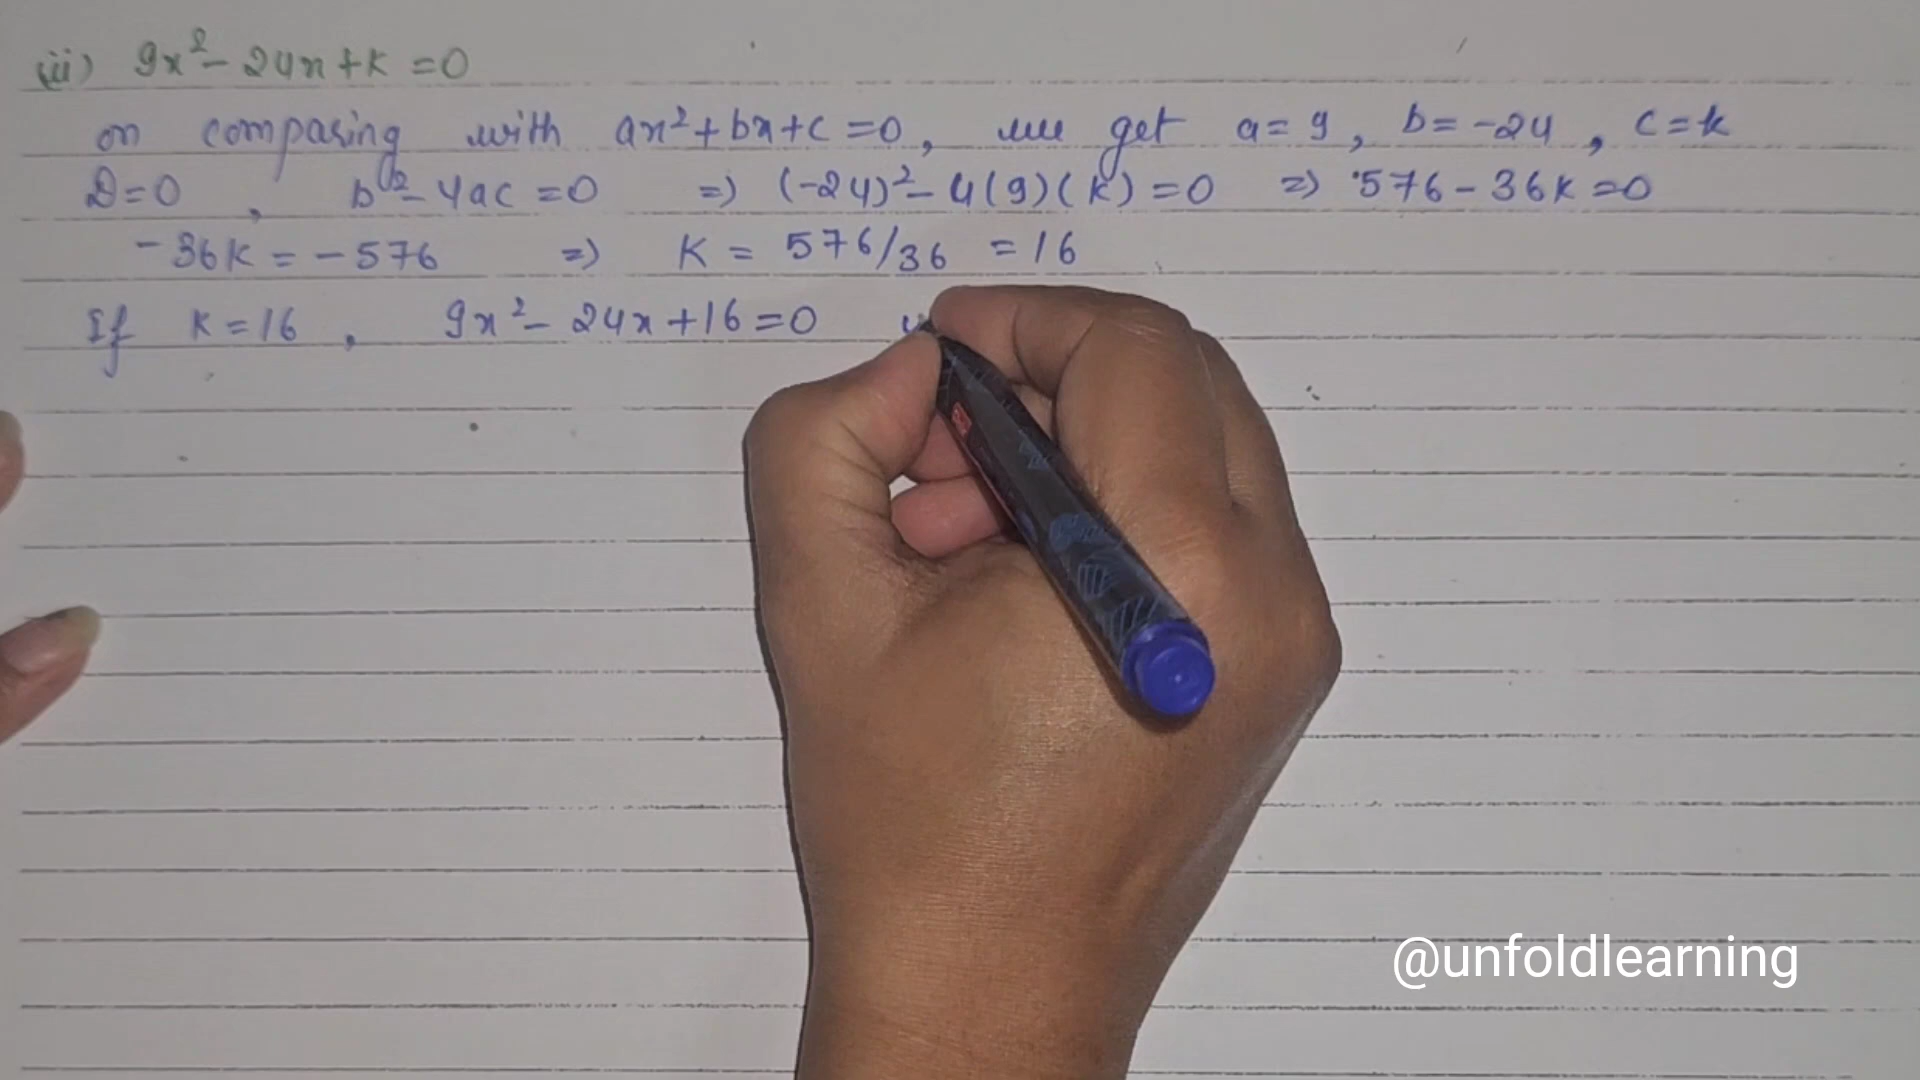 iii) 9x² - 24x + k = 0
on comparing with ax² + bx + c = 0, we get a = 9, b = -24, c = k
D = 0, b² - 4ac = 0 => (-24)² - 4(9)(k) = 0 => 576 - 36k = 0
-36k = -576 => K = 576/36 = 16
If K = 16, 9x² - 24x + 16 = 0
@unfoldlearning